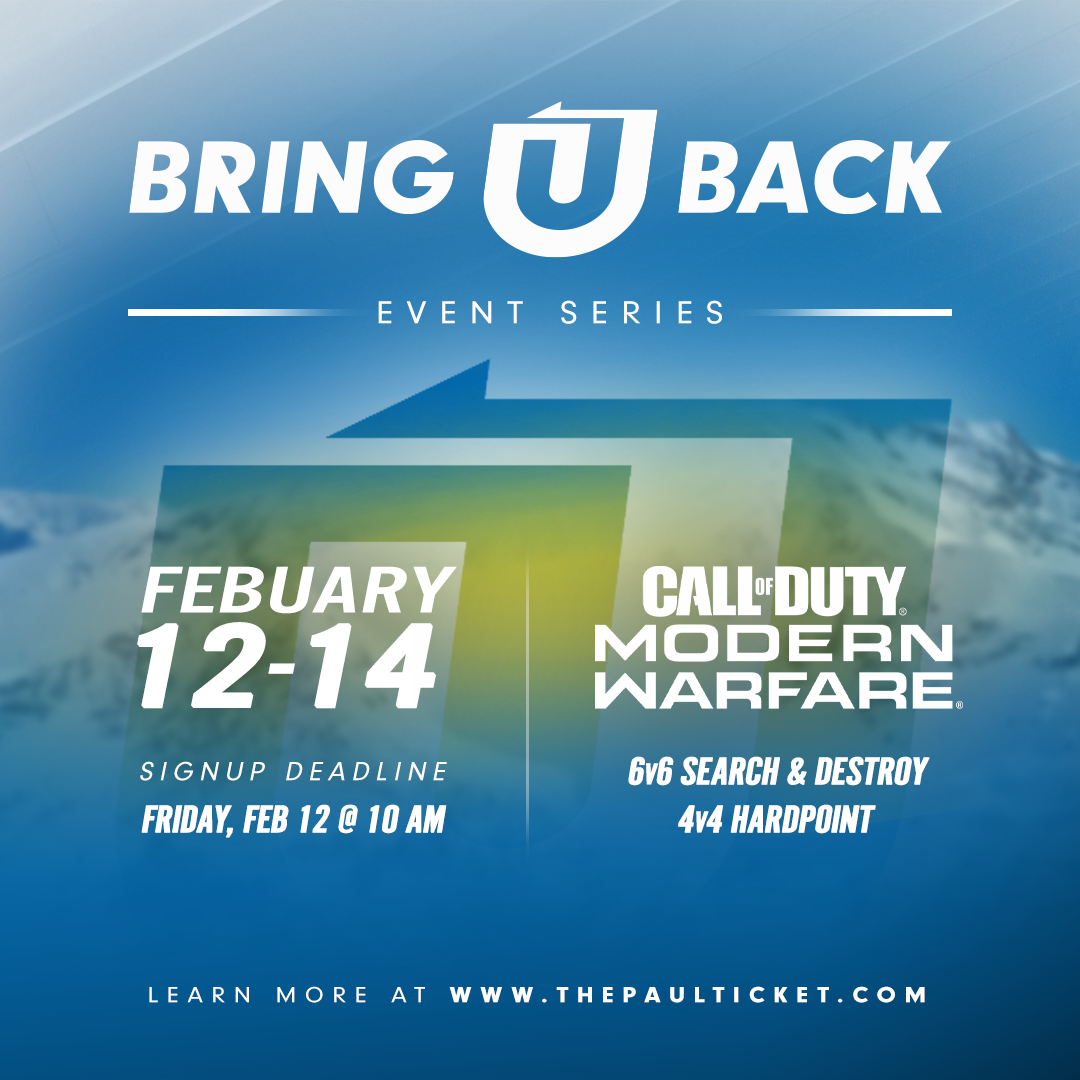 BRING U BACK
EVENT SERIES
FEBUARY
12-14
SIGNUP DEADLINE
FRIDAY, FEB 12 @ 10 AM
CALL OF DUTY®
MODERN
WARFARE®
6v6 SEARCH & DESTROY
4v4 HARDPOINT
LEARN MORE AT WWW.THEPAULTICKET.COM